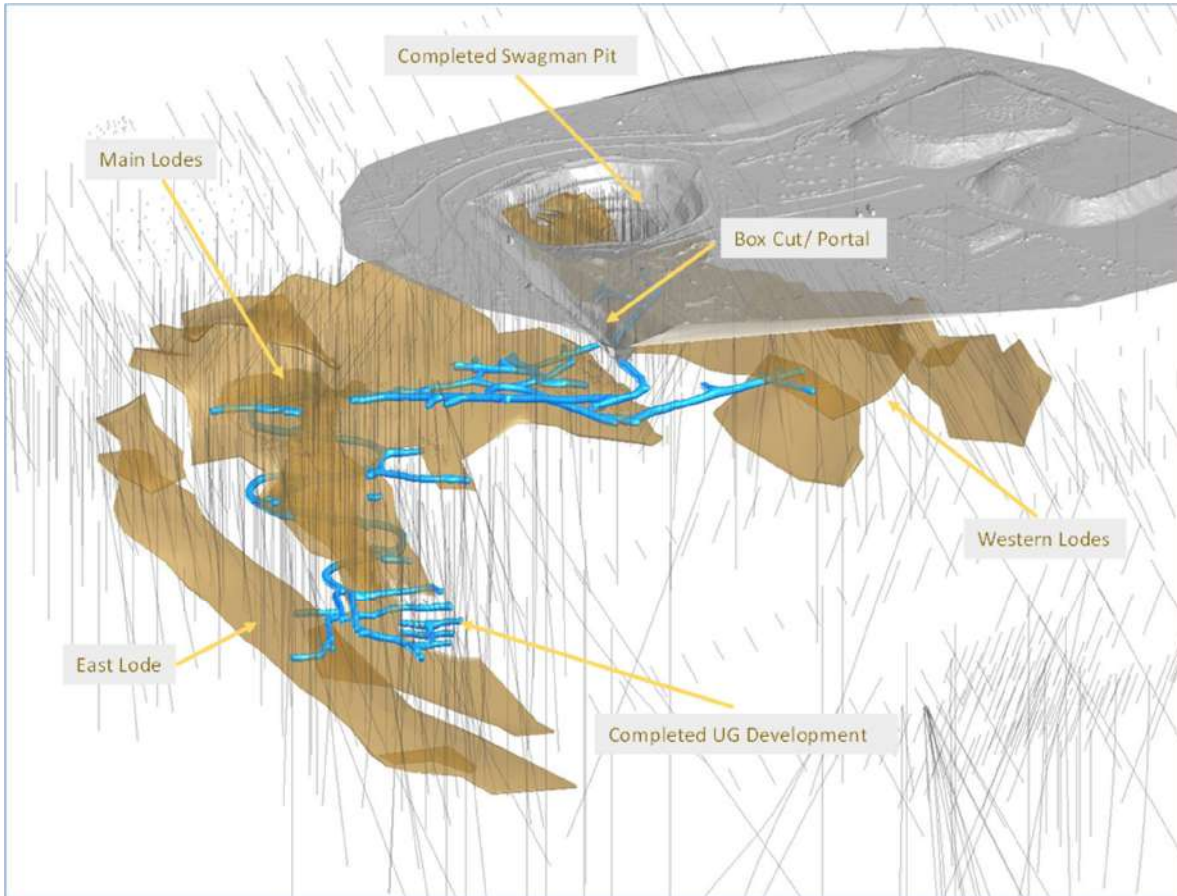 Completed Swagman Pit
Main Lodes
Box Cut/ Portal
Western Lodes
East Lode
Completed UG Development